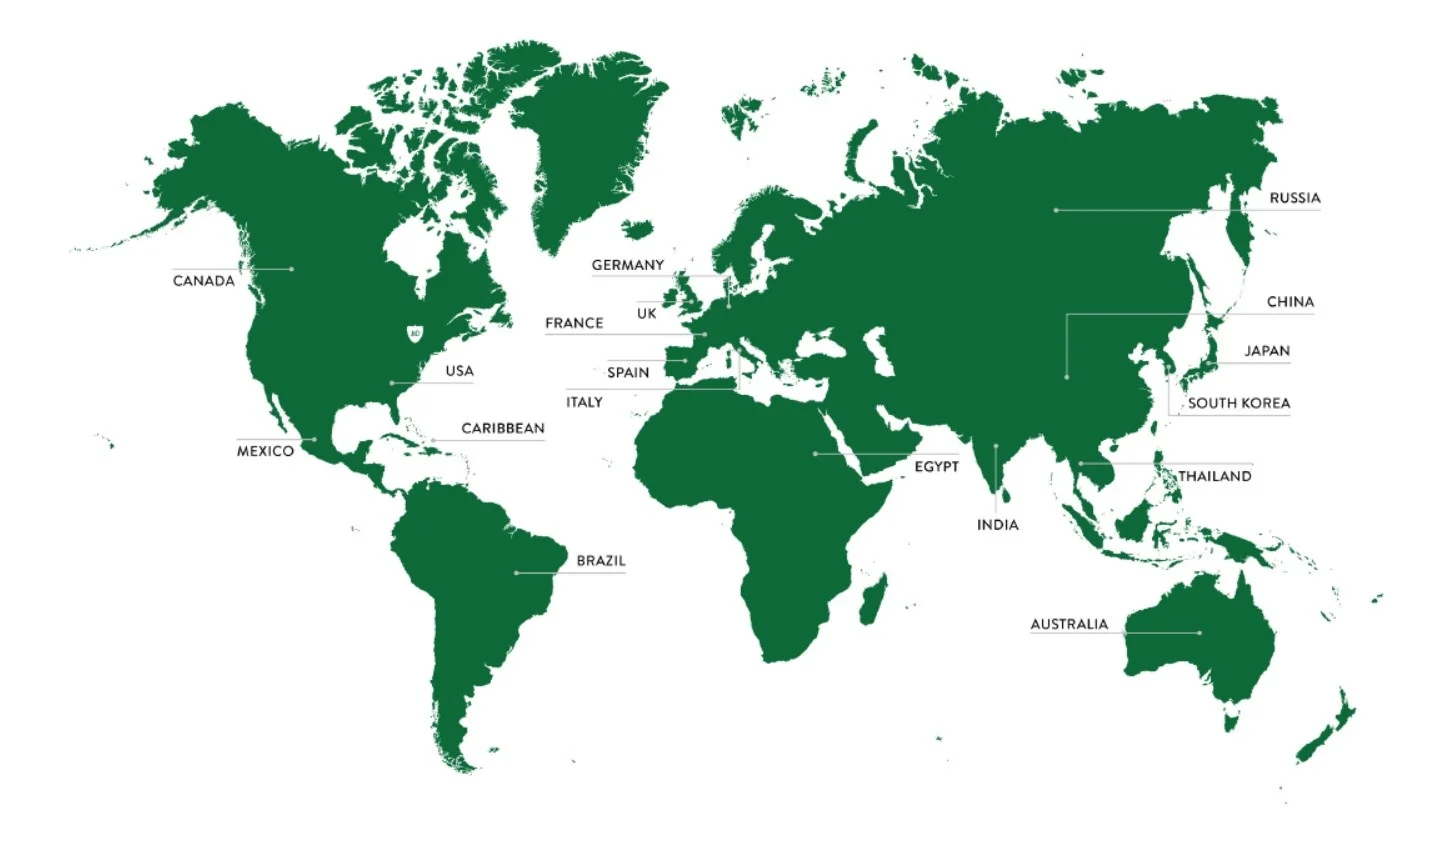 RUSSIA
GERMANY
CANADA
CHINA
UK
FRANCE
JAPAN
USA
SPAIN
ITALY
SOUTH KOREA
CARIBBEAN
MEXICO
EGYPT
THAILAND
INDIA
BRAZIL
AUSTRALIA